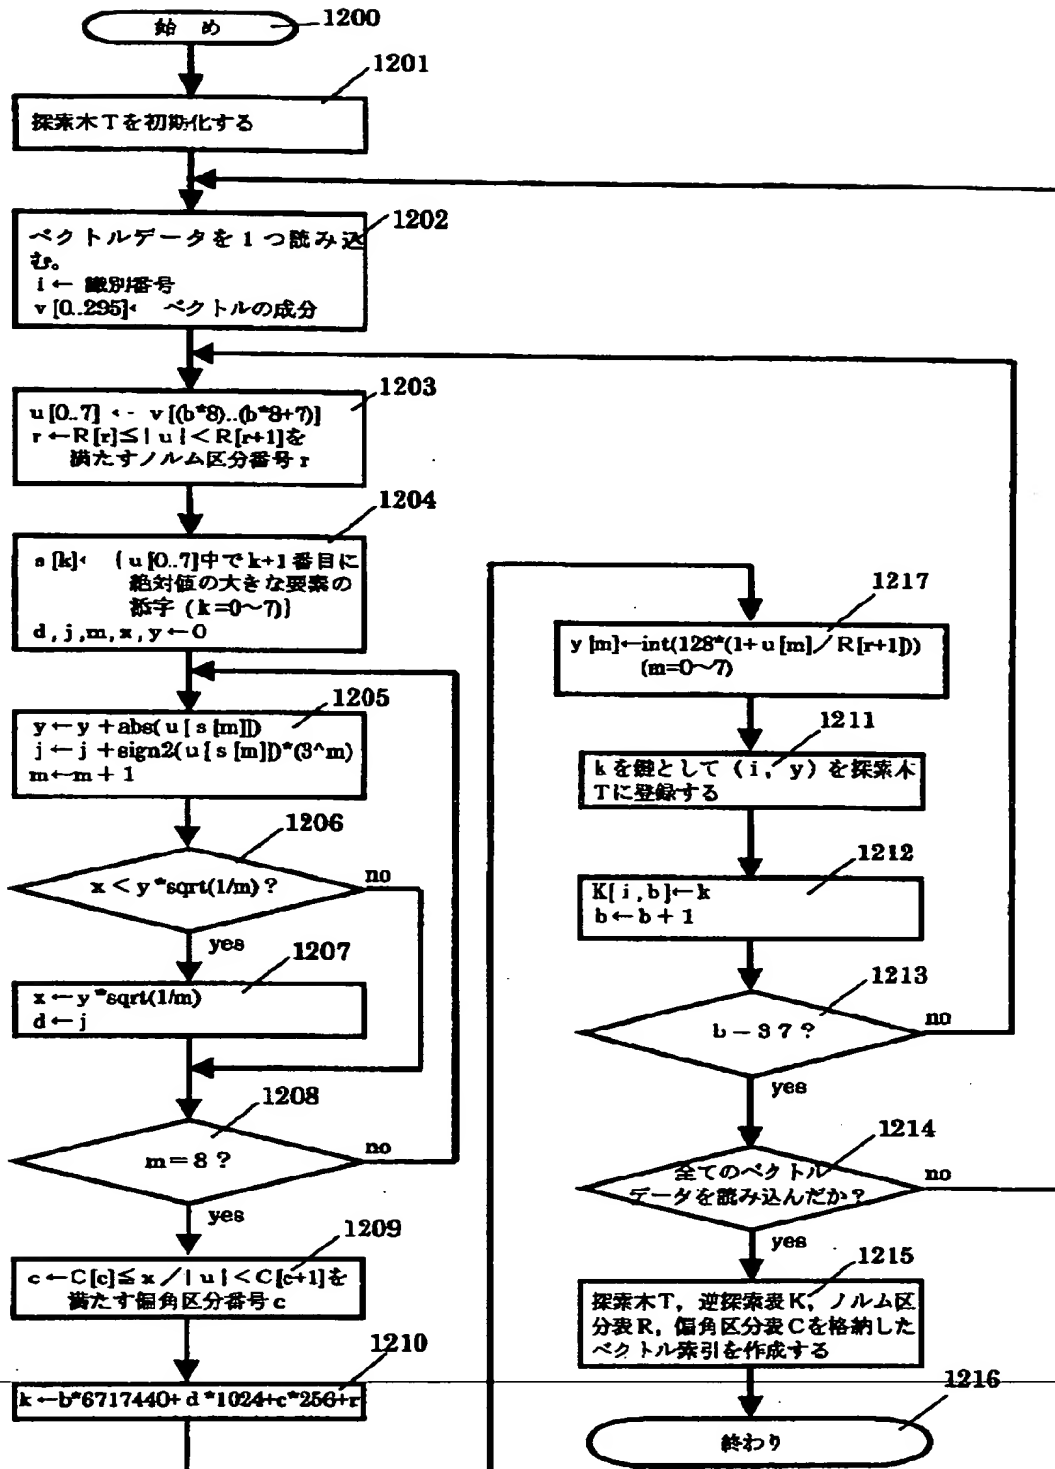 始 め
1200
1201
探索木Tを初期化する
1202
ベクトルデータを1つ読み込
む。
i← 識別番号
v[0..295]← ベクトルの成分
1203
u[0..7] ←- v[(b*8)..(b*8+7)]
r←R[r]≦|u|<R[r+1]を
満たすノルム区分番号r
1204
s[k]← {u[0..7]中でk+1番目に
絶対値の大きな要素の
添字(k=0～7)}
d,j,m,x,y←0
1205
y←y+abs(u[s[m]])
j←j+sign2(u[s[m]])*(3^m)
m←m+1
1206
x<y*sqrt(1/m)?
no
yes
1207
x←y*sqrt(1/m)
d←j
1208
m=8?
no
yes
1209
c←C[c]≦x/|u|<C[c+1]を
満たす偏角区分番号c
1210
k←b*6717440+d*1024+c*256+r
1217
y[m]←int(128*(1+u[m]/R[r+1]))
(m=0～7)
1211
kを鍵として(i, y)を探索木
Tに登録する
1212
K[i,b]←k
b←b+1
1213
b=37?
no
yes
1214
全てのベクトル
データを読み込んだか?
no
yes
1215
探索木T,逆探索表K,ノルム区
分表R,偏角区分表Cを格納した
ベクトル索引を作成する
1216
終わり